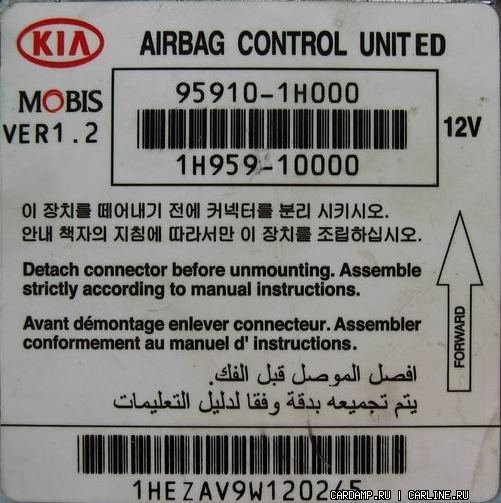 KIA AIRBAG CONTROL UNITED
MOBIS
VER1.2
95910-1H000
1H959-10000
12V
이 장치를 떼어내기 전에 커넥터를 분리 시키시오.
안내 책자의 지침에 따라서만 이 장치를 조립하십시오.
Detach connector before unmounting. Assemble
strictly according to manual instructions.
Avant démontage enlever connecteur. Assembler
conformement au manuel d' instructions.
افصل الموصل قبل الفك.
يتم تجميعه بدقة وفقا لدليل التعليمات
FORWARD
1HEZAV9W120265
CARDAMP.RU | CARLINE.RU